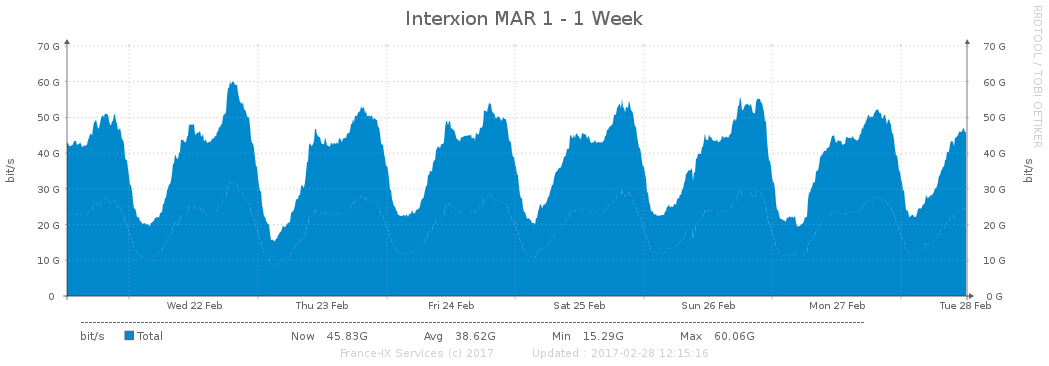 Interxion MAR 1 - 1 Week
RRDTOOL / TOBI OETIKER
70 G 70 G
60 G 60 G
50 G 50 G
40 G 40 G
30 G 30 G
20 G 20 G
10 G 10 G
0 0 G
bit/s bit/s
Wed 22 Feb Thu 23 Feb Fri 24 Feb Sat 25 Feb Sun 26 Feb Mon 27 Feb Tue 28 Feb
bit/s Total Now 45.83G Avg 38.62G Min 15.29G Max 60.06G
France-IX Services (c) 2017 Updated : 2017-02-28 12:15:16